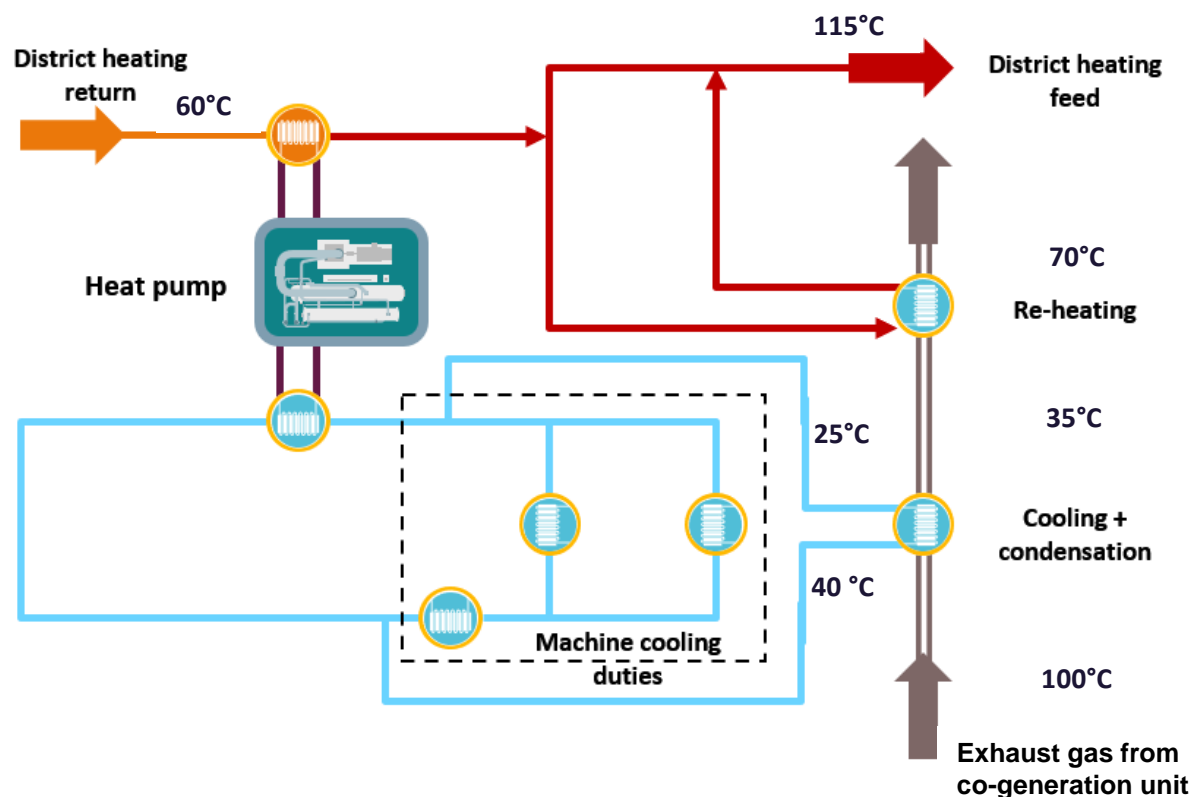 115°C
District heating
return
60°C
District heating
feed
Heat pump
70°C
Re-heating
25°C
35°C
Cooling +
condensation
40 °C
Machine cooling
duties
100°C
Exhaust gas from
co-generation unit